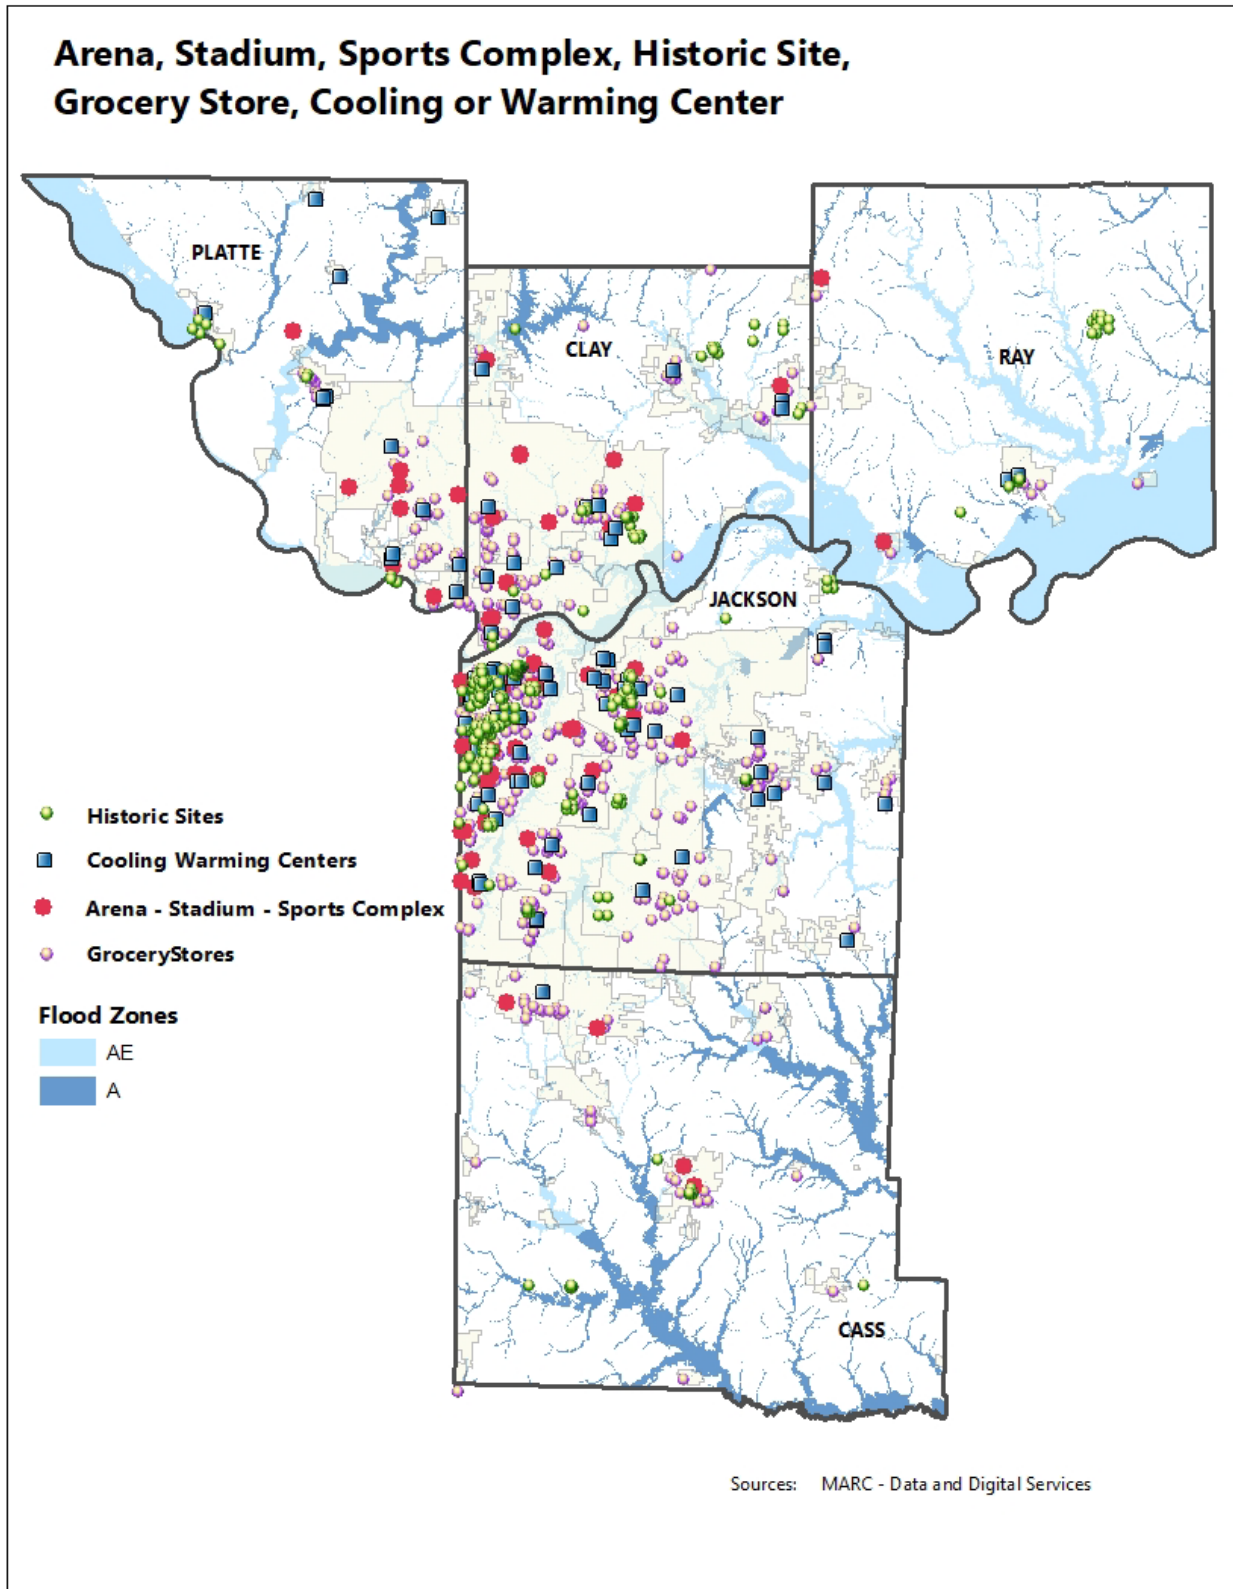 Arena, Stadium, Sports Complex, Historic Site,
Grocery Store, Cooling or Warming Center
PLATTE
CLAY
RAY
JACKSON
Historic Sites
Cooling Warming Centers
Arena - Stadium - Sports Complex
GroceryStores
Flood Zones
AE
A
CASS
Sources: MARC - Data and Digital Services